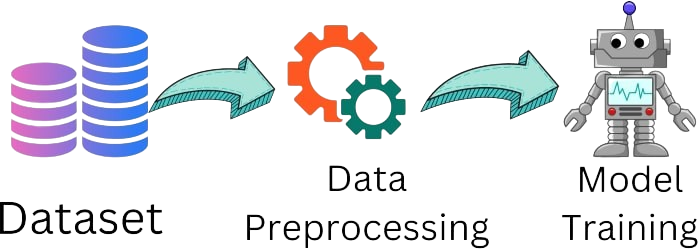 Dataset
Data
Preprocessing
Model
Training